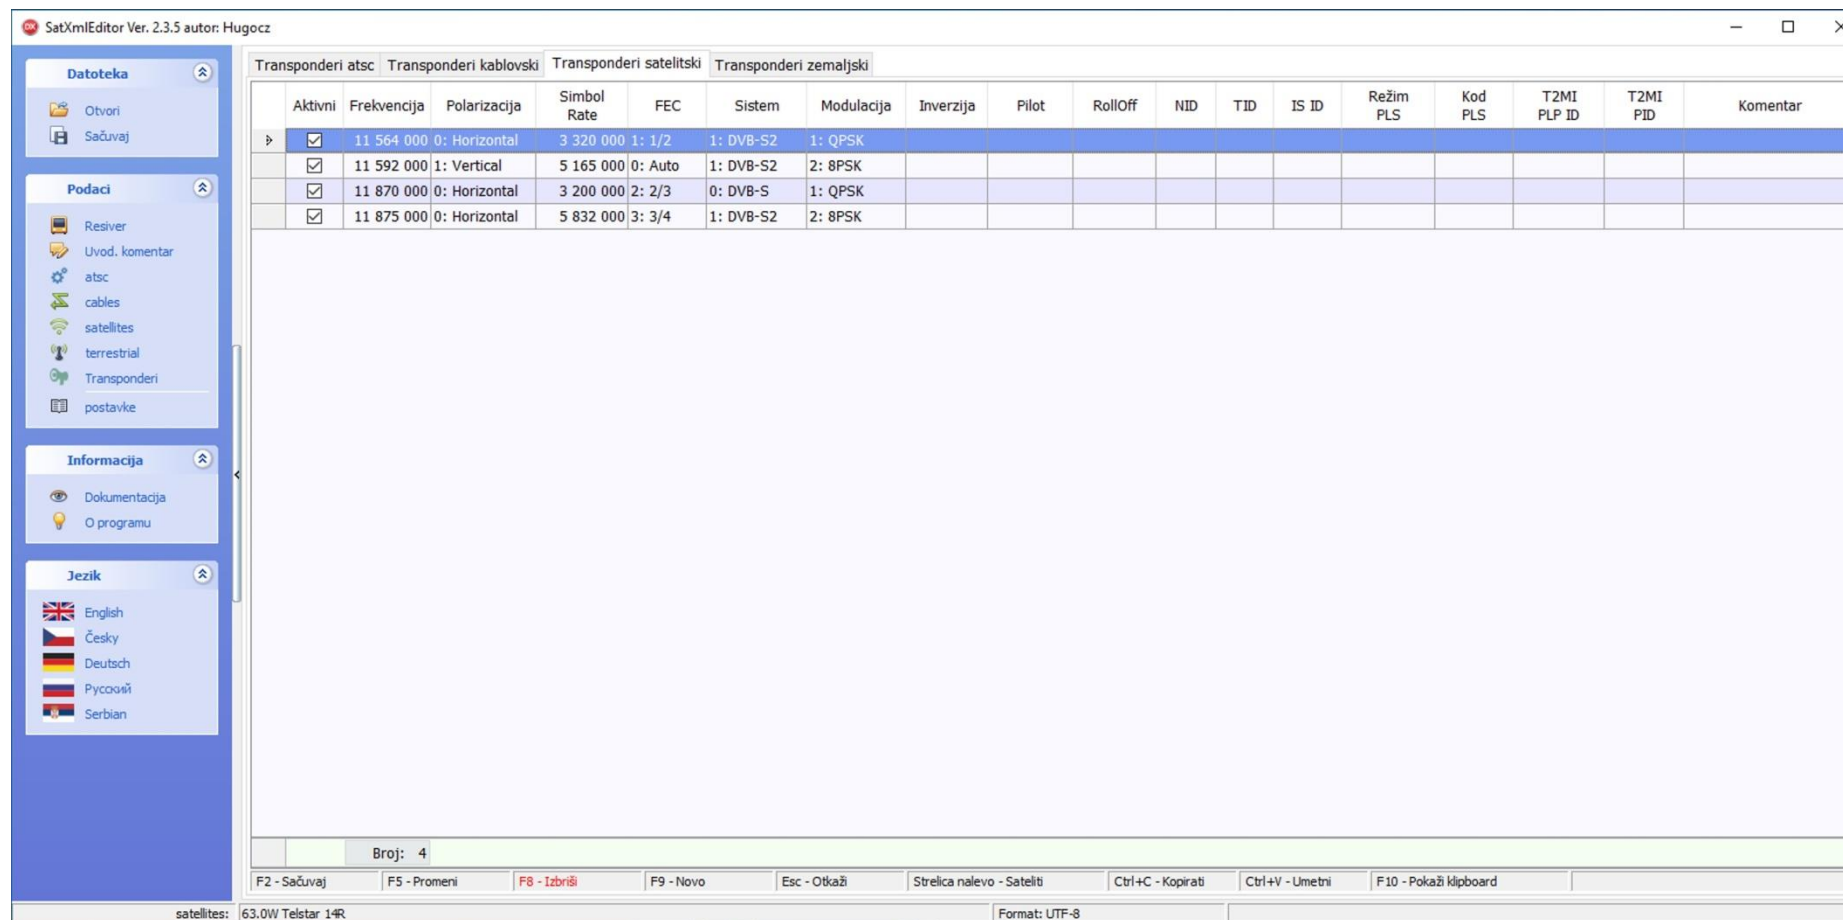 SatXmlEditor Ver. 2.3.5 autor: Hugocz
Datoteka
Otvori
Sačuvaj
Podaci
Resiver
Uvod. komentar
atsc
cables
satellites
terrestrial
Transponderi
postavke
Informacija
Dokumentacija
O programu
Jezik
English
Česky
Deutsch
Русский
Serbian
Transponderi atsc Transponderi kablovski Transponderi satelitski Transponderi zemaljski
Aktivni Frekvencija Polarizacija Simbol Rate FEC Sistem Modulacija Inverzija Pilot RollOff NID TID IS ID Režim PLS Kod PLS T2MI PLP ID T2MI PID Komentar
11 564 000 0: Horizontal 3 320 000 1: 1/2 1: DVB-S2 1: QPSK
11 592 000 1: Vertical 5 165 000 0: Auto 1: DVB-S2 2: 8PSK
11 870 000 0: Horizontal 3 200 000 2: 2/3 0: DVB-S 1: QPSK
11 875 000 0: Horizontal 5 832 000 3: 3/4 1: DVB-S2 2: 8PSK
Broj: 4
F2 - Sačuvaj F5 - Promeni F8 - Izbriši F9 - Novo Esc - Otkaži Strelica nalevo - Sateliti Ctrl+C - Kopirati Ctrl+V - Umetni F10 - Pokaži klipboard
satellites: 63.0W Telstar 14R Format: UTF-8